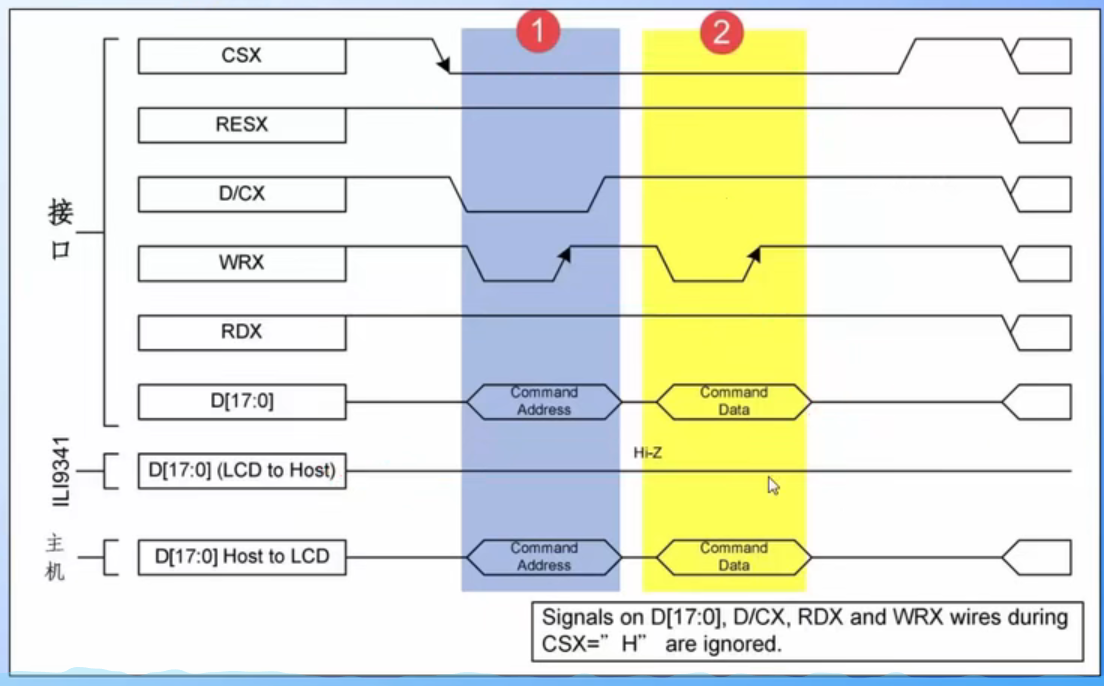 1
2
CSX
RESX
D/CX
WRX
RDX
D[17:0]
Command
Address
Command
Data
接
口
Hi-Z
D[17:0] (LCD to Host)
ILI9341
D[17:0] Host to LCD
Command
Address
Command
Data
主
机
Signals on D[17:0], D/CX, RDX and WRX wires during
CSX=”H” are ignored.